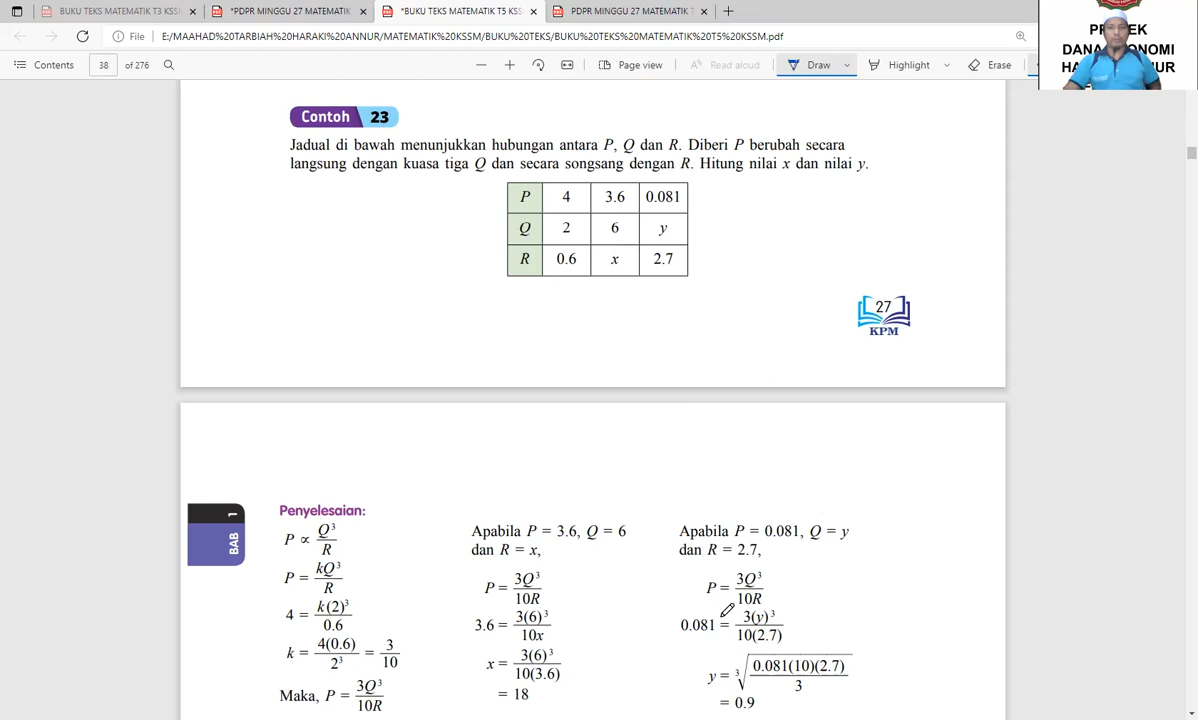 BUKU TEKS MATEMATIK T3 KSS
*PDPR MINGGU 27 MATEMATIK
*BUKU TEKS MATEMATIK T5 KSS
PDPR MINGGU 27 MATEMATIK T
File
E:/MAAHAD%20TARBIAH%20HARAKI%20ANNUR/MATEMATIK%20KSSM/BUKU%20TEKS/BUKU%20TEKS%20MATEMATIK%20T5%20KSSM.pdf
Contents
38 of 276
Page view
Read aloud
Draw
Highlight
Erase
Contoh 23
Jadual di bawah menunjukkan hubungan antara P, Q dan R. Diberi P berubah secara
langsung dengan kuasa tiga Q dan secara songsang dengan R. Hitung nilai x dan nilai y.
P 4 3.6 0.081
Q 2 6 y
R 0.6 x 2.7
27
KPM
BAB 1
Penyelesaian:
P ∝ Q³/R
P = kQ³/R
4 = k(2)³/0.6
k = 4(0.6)/2³ = 3/10
Maka, P = 3Q³/10R
Apabila P = 3.6, Q = 6
dan R = x,
P = 3Q³/10R
3.6 = 3(6)³/10x
x = 3(6)³/10(3.6)
= 18
Apabila P = 0.081, Q = y
dan R = 2.7,
P = 3Q³/10R
0.081 = 3(y)³/10(2.7)
y = ³√(0.081(10)(2.7)/3)
= 0.9